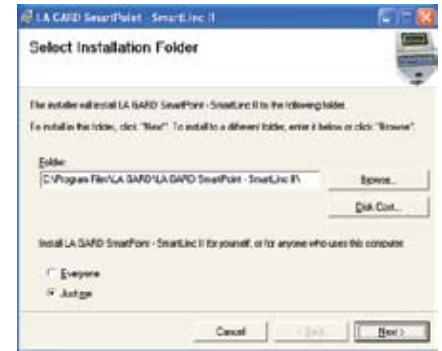 LA GARD SmartPoint - SmartLinc II
Select Installation Folder
The installer will install LA GARD SmartPoint - SmartLinc II to the following folder.
To install in this folder, click "Next". To install to a different folder, enter it below or click "Browse".
Folder:
C:\Program Files\LA GARD\LA GARD SmartPoint - SmartLinc II\
Browse...
Disk Cost...
Install LA GARD SmartPoint - SmartLinc II for yourself, or for anyone who uses this computer:
Everyone
Just me
Cancel
< Back
Next >